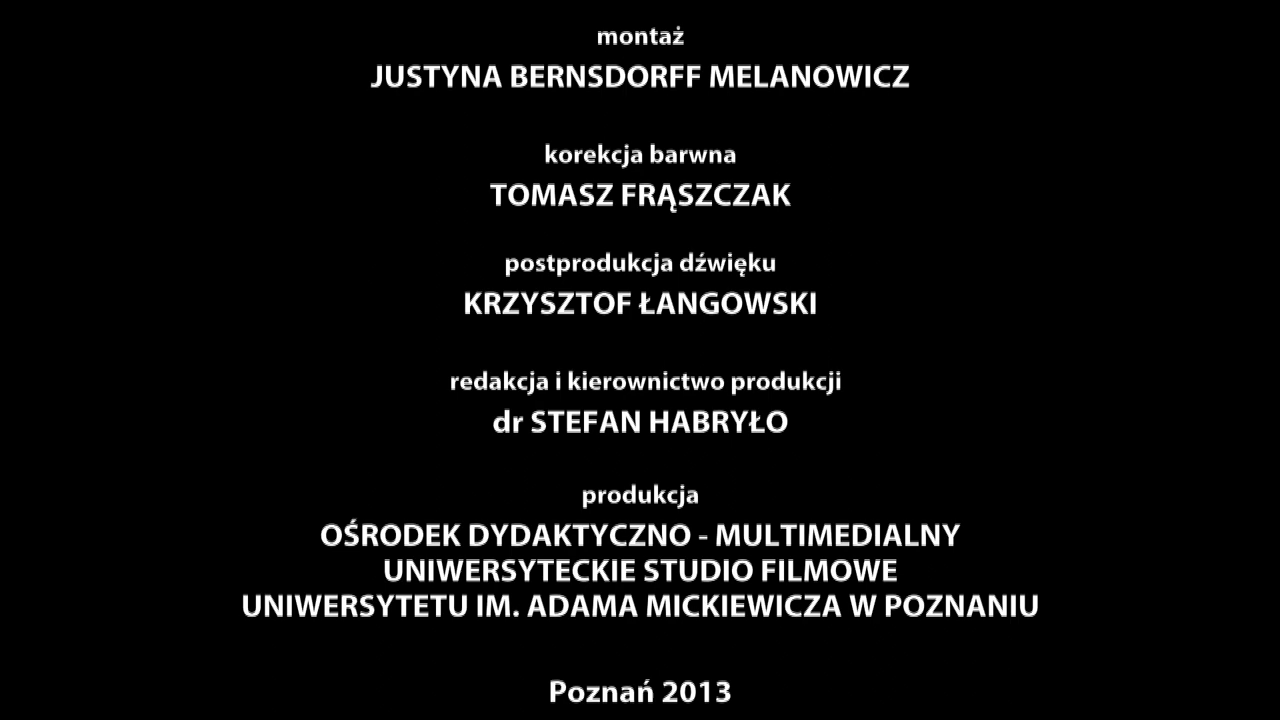 montaż
JUSTYNA BERNSDORFF MELANOWICZ
korekcja barwna
TOMASZ FRĄSZCZAK
postprodukcja dźwięku
KRZYSZTOF ŁANGOWSKI
redakcja i kierownictwo produkcji
dr STEFAN HABRYŁO
produkcja
OŚRODEK DYDAKTYCZNO - MULTIMEDIALNY
UNIWERSYTECKIE STUDIO FILMOWE
UNIWERSYTETU IM. ADAMA MICKIEWICZA W POZNANIU
Poznań 2013